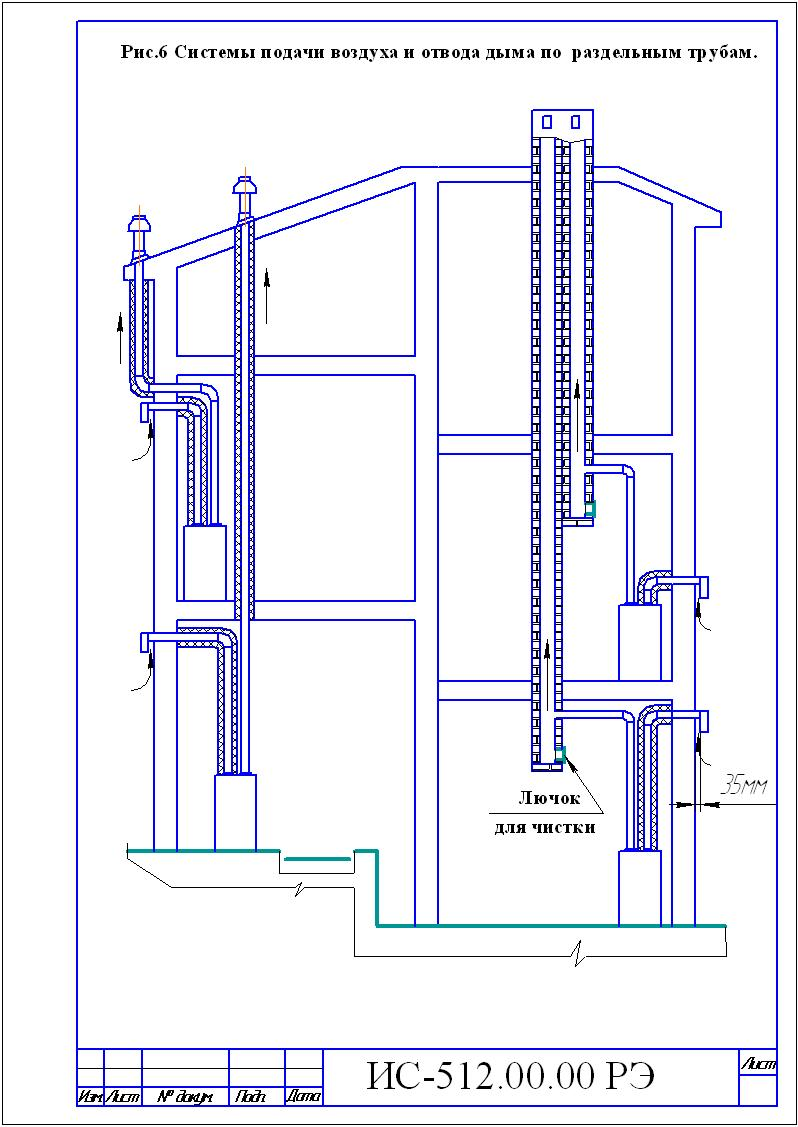 Рис.6 Системы подачи воздуха и отвода дыма по раздельным трубам.
35мм
Лючок
для чистки
ИС-512.00.00 РЭ
Лист
Изм Лист № докум. Подп. Дата